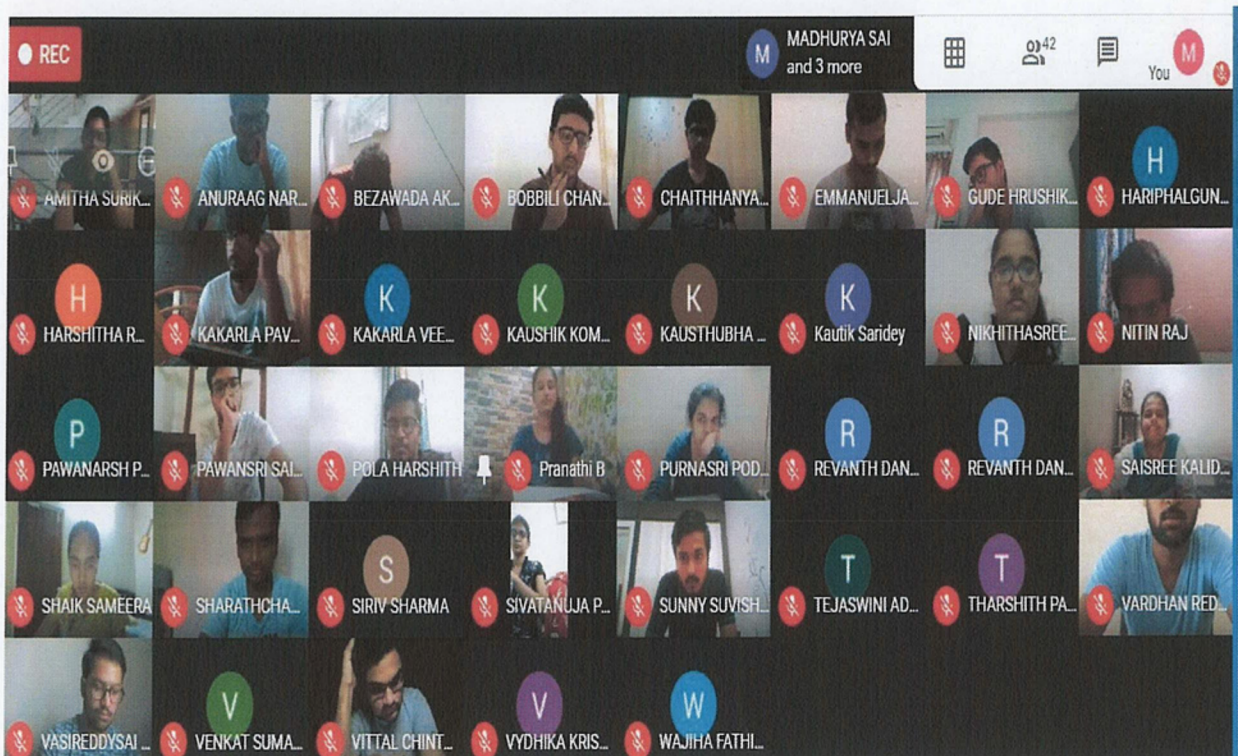 REC
M
MADHURYA SAI
and 3 more
42
You
M
AMITHA SURIK...
ANURAAG NAR...
BEZAWADA AK...
BOBBILI CHAN...
CHAITHHANYA...
EMMANUELJA...
GUDE HRUSHIK...
H
HARIPHALGUN...
H
HARSHITHA R...
KAKARLA PAV...
K
KAKARLA VEE...
K
KAUSHIK KOM...
K
KAUSTHUBHA ...
K
Kautik Saridey
NIKHITHASREE...
NITIN RAJ
P
PAWANARSH P...
PAWANSRI SAI...
POLA HARSHITH
Pranathi B
PURNASRI POD...
R
REVANTH DAN...
R
REVANTH DAN...
SAISREE KALID...
SHAIK SAMEERA
SHARATHCHA...
S
SIRIV SHARMA
SIVATANUJA P...
SUNNY SUVISH...
T
TEJASWINI AD...
T
THARSHITH PA...
VARDHAN RED...
VASIREDDYSAI ...
V
VENKAT SUMA...
VITTAL CHINT...
V
VYDHIKA KRIS...
W
WAJIHA FATHI...